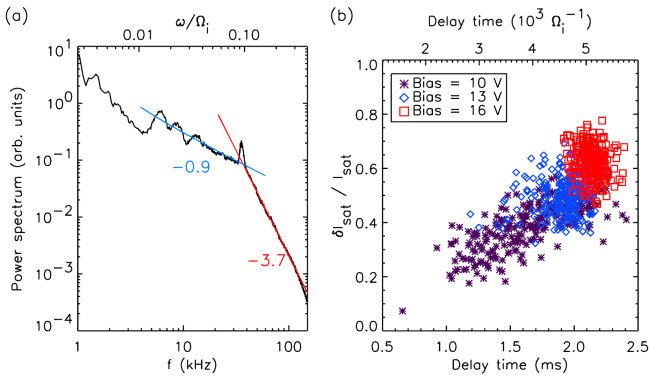 (a)
ω/Ω_i
0.01 0.10
Power spectrum (arb. units)
10^1
10^0
10^-1
10^-2
10^-3
10^-4
-0.9
-3.7
1 10 100
f (kHz)
(b)
Delay time (10^3 Ω_i^-1)
2 3 4 5
δI_sat / I_sat
1.0
0.8
0.6
0.4
0.2
0.0
Bias = 10 V
Bias = 13 V
Bias = 16 V
0.5 1.0 1.5 2.0 2.5
Delay time (ms)